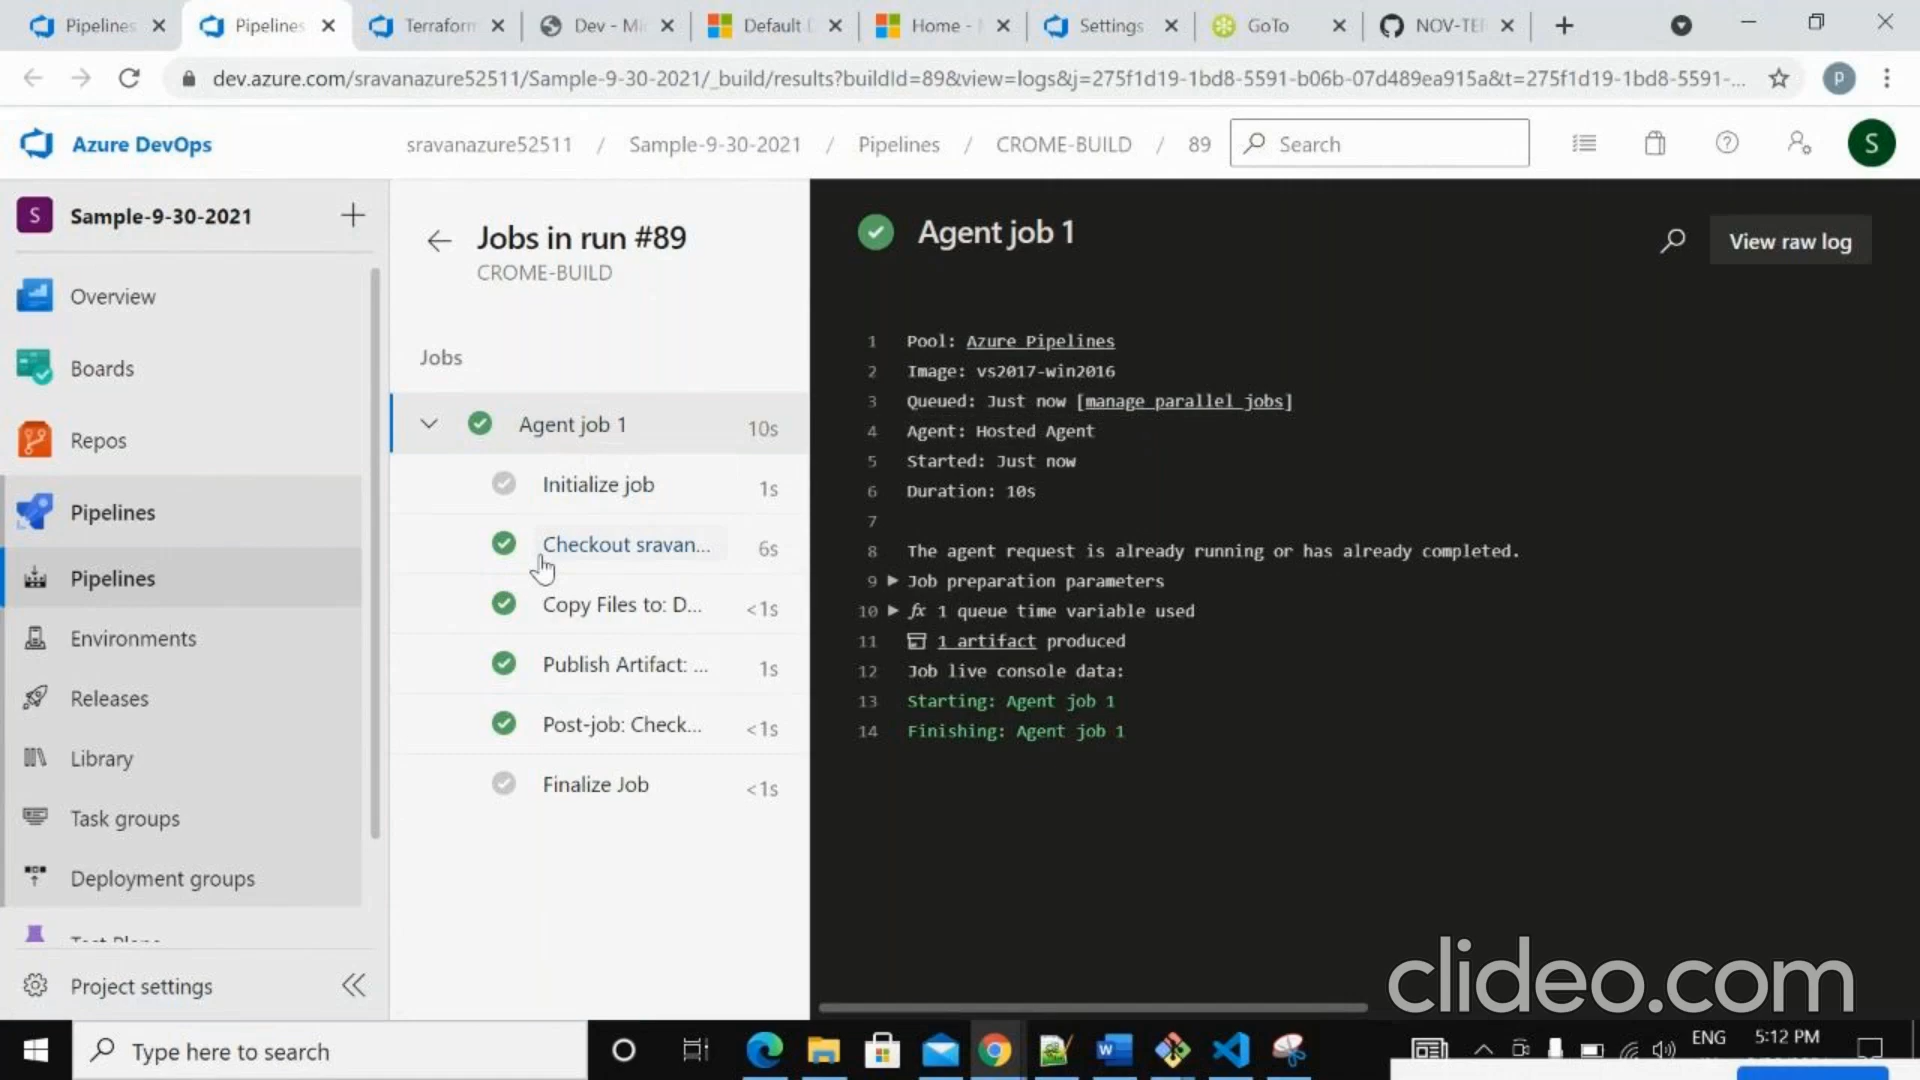 Pipelines
Pipelines
Terraform
Dev - Mi
Default
Home -
Settings
GoTo
NOV-TE
dev.azure.com/sravanazure52511/Sample-9-30-2021/_build/results?buildId=89&view=logs&j=275f1d19-1bd8-5591-b06b-07d489ea915a&t=275f1d19-1bd8-5591-...
P
Azure DevOps
sravanazure52511 / Sample-9-30-2021 / Pipelines / CROME-BUILD / 89
Search
S
S
Sample-9-30-2021
Overview
Boards
Repos
Pipelines
Pipelines
Environments
Releases
Library
Task groups
Deployment groups
Test Plans
Project settings
Jobs in run #89
CROME-BUILD
Jobs
Agent job 1 10s
Initialize job 1s
Checkout sravan... 6s
Copy Files to: D... <1s
Publish Artifact: ... 1s
Post-job: Check... <1s
Finalize Job <1s
Agent job 1
View raw log
1 Pool: Azure Pipelines
2 Image: vs2017-win2016
3 Queued: Just now [manage parallel jobs]
4 Agent: Hosted Agent
5 Started: Just now
6 Duration: 10s
7
8 The agent request is already running or has already completed.
9 Job preparation parameters
10 fx 1 queue time variable used
11 1 artifact produced
12 Job live console data:
13 Starting: Agent job 1
14 Finishing: Agent job 1
clideo.com
Type here to search
ENG
5:12 PM